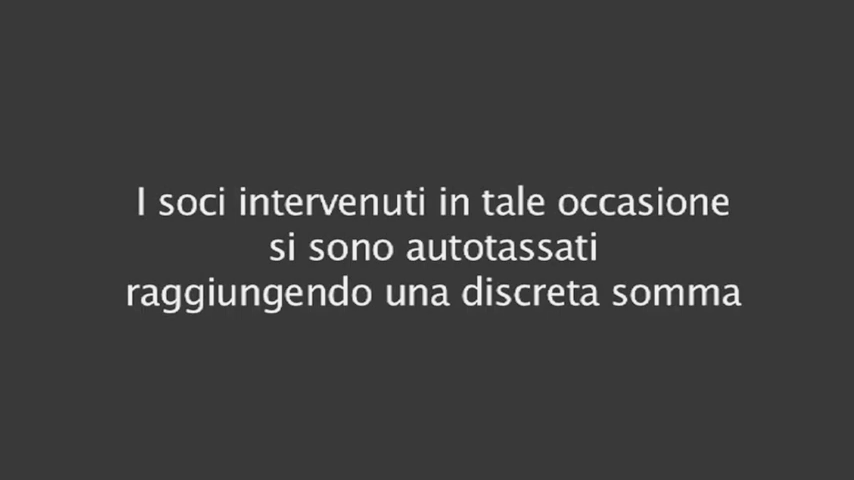 I soci intervenuti in tale occasione
si sono autotassati
raggiungendo una discreta somma